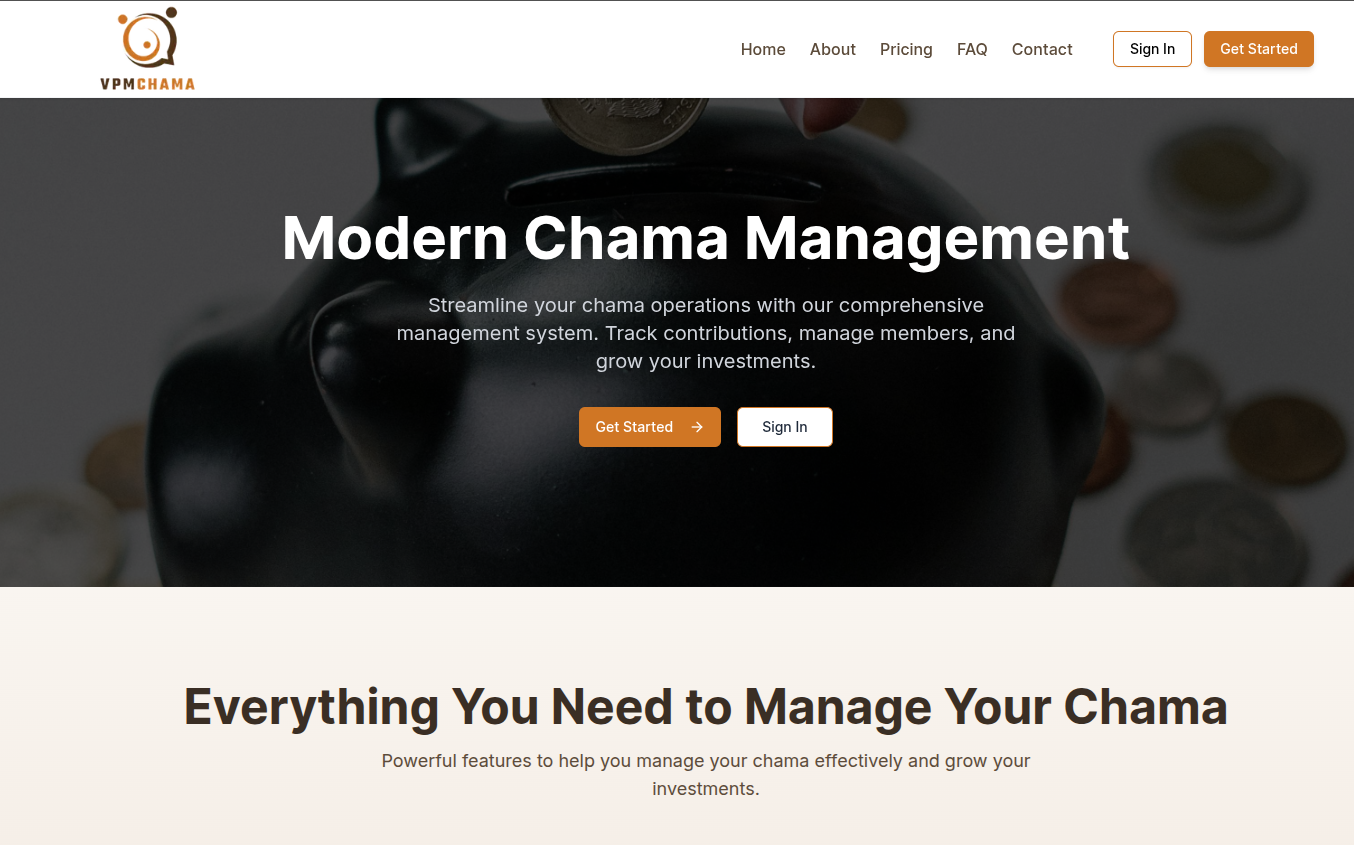 VPMCHAMA
Home About Pricing FAQ Contact Sign In Get Started
Modern Chama Management
Streamline your chama operations with our comprehensive
management system. Track contributions, manage members, and
grow your investments.
Get Started → Sign In
Everything You Need to Manage Your Chama
Powerful features to help you manage your chama effectively and grow your
investments.